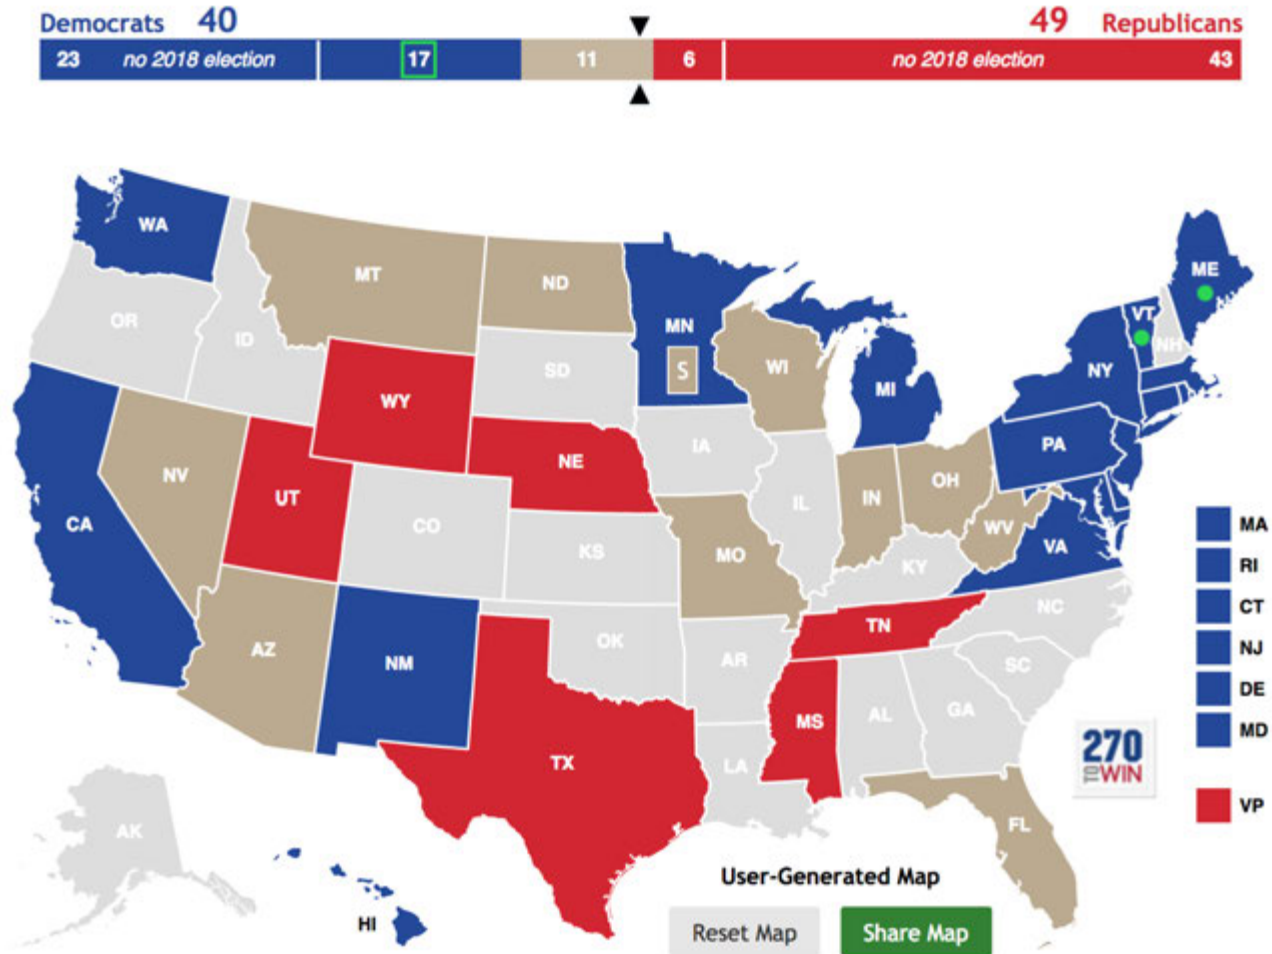 Democrats 40 49 Republicans
23 no 2018 election 17 11 6 no 2018 election 43
WA
MT
ND
ME
OR
ID
MN
VT
NH
SD
WI
NY
S
MI
WY
IA
PA
NE
NV
UT
IL
IN
OH
CA
CO
WV
MA
KS
MO
VA
KY
RI
NC
CT
TN
OK
AZ
NM
AR
SC
NJ
DE
MS
AL
GA
MD
TX
LA
270
TO WIN
VP
AK
FL
HI
User-Generated Map
Reset Map Share Map